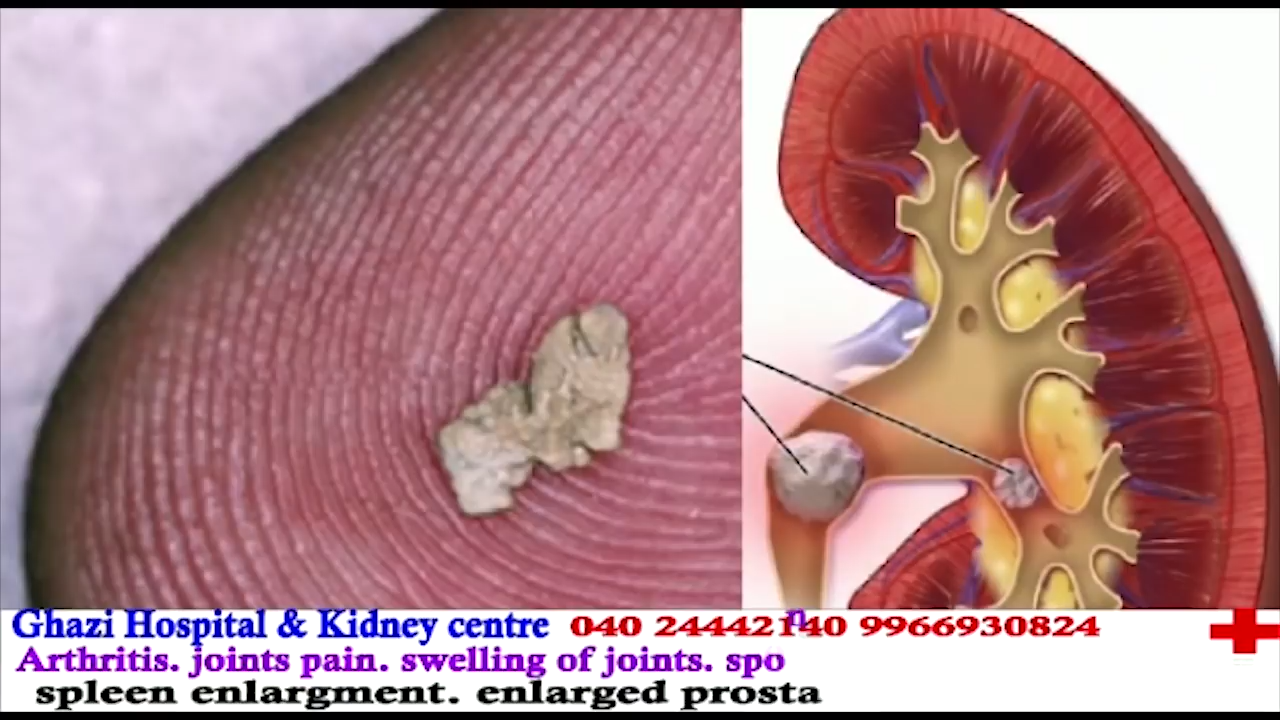 Ghazi Hospital & Kidney centre 040 24442140 9966930824
Arthritis. joints pain. swelling of joints. spo
spleen enlargment. enlarged prosta